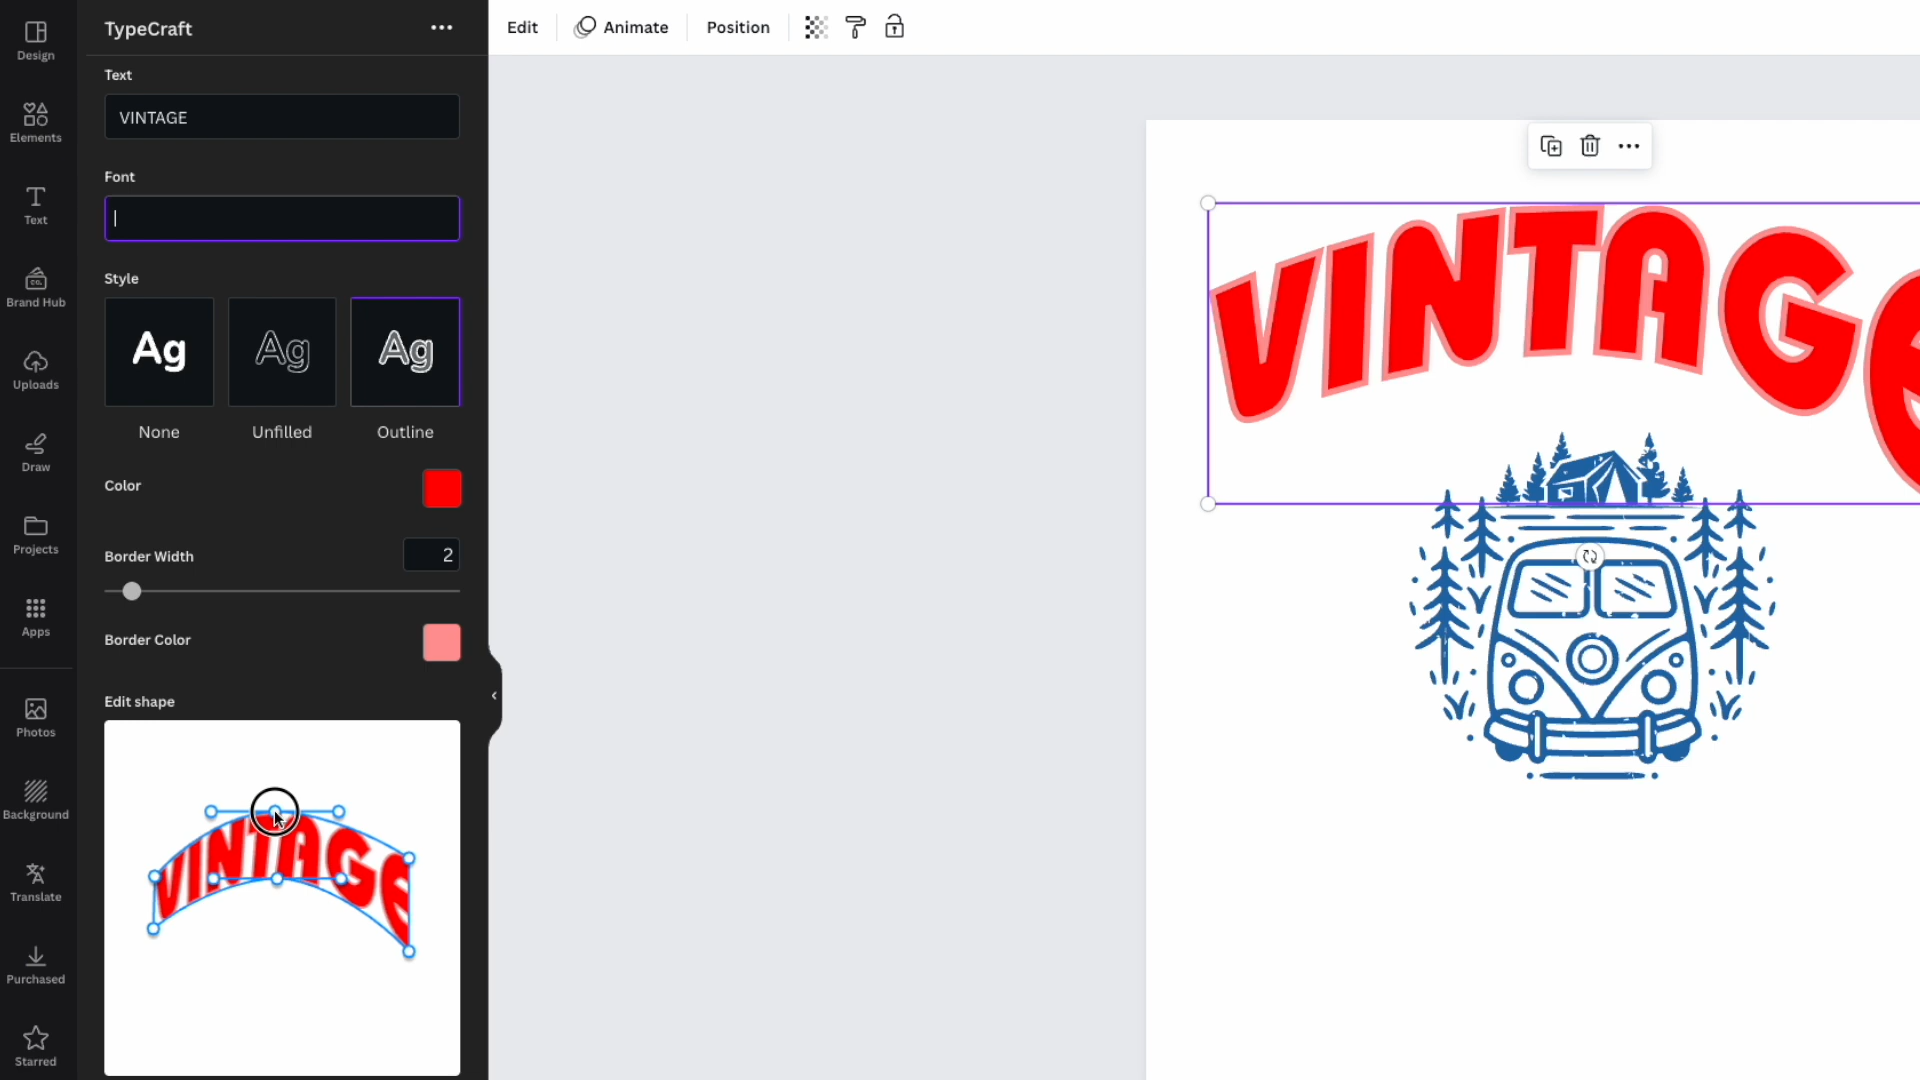 TypeCraft
Edit
Animate
Position
Design
Elements
Text
Brand Hub
CO.
Uploads
Draw
Projects
Apps
Photos
Background
Translate
Purchased
Starred
Text
VINTAGE
Font
Style
Ag
Ag
Ag
None
Unfilled
Outline
Color
Border Width
2
Border Color
Edit shape
VINTAGE
VINTAGE